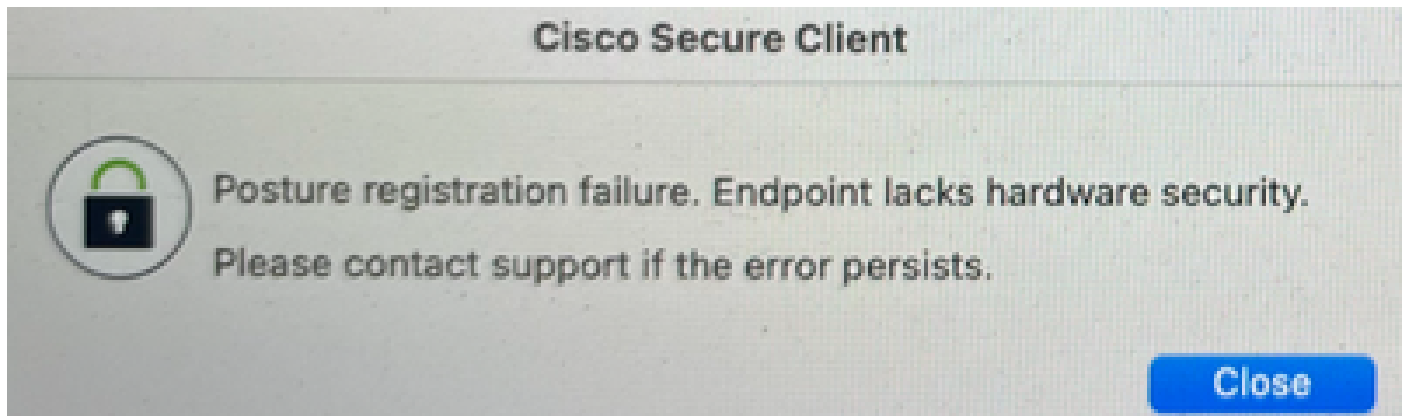 Cisco Secure Client
Posture registration failure. Endpoint lacks hardware security.
Please contact support if the error persists.
Close